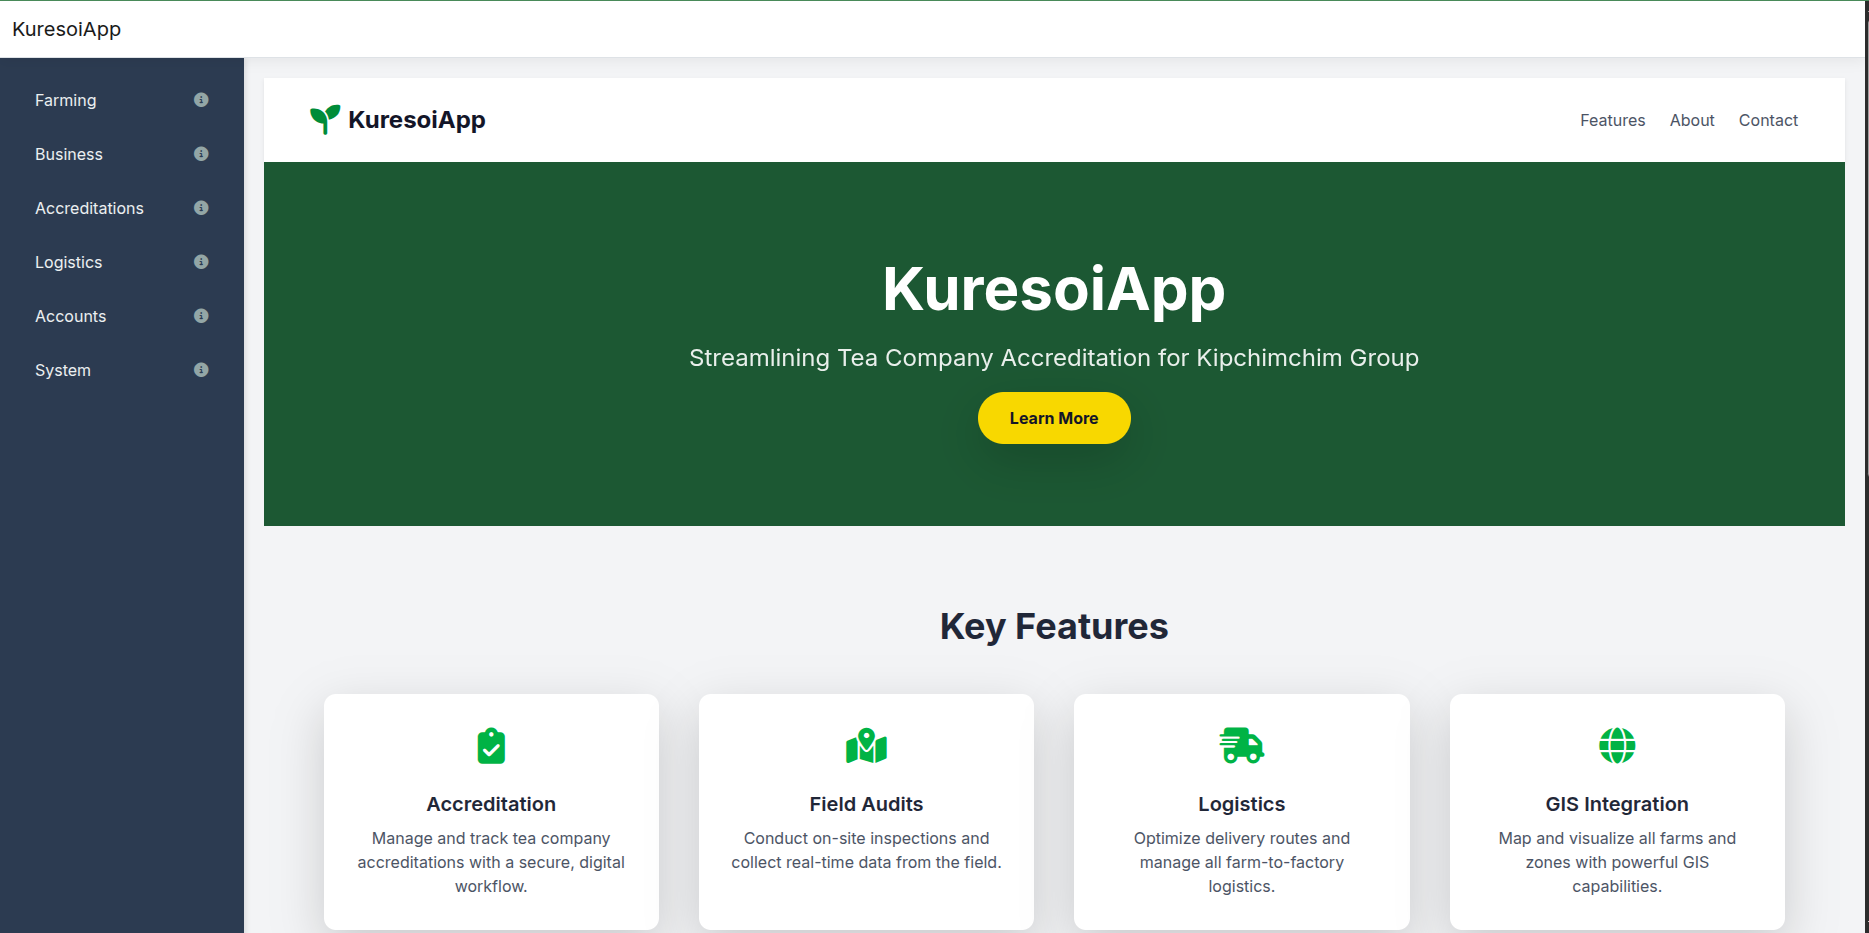 KuresoiApp
Farming
Business
Accreditations
Logistics
Accounts
System
KuresoiApp
Features
About
Contact
KuresoiApp
Streamlining Tea Company Accreditation for Kipchimchim Group
Learn More
Key Features
Accreditation
Manage and track tea company
accreditations with a secure, digital
workflow.
Field Audits
Conduct on-site inspections and
collect real-time data from the field.
Logistics
Optimize delivery routes and
manage all farm-to-factory
logistics.
GIS Integration
Map and visualize all farms and
zones with powerful GIS
capabilities.